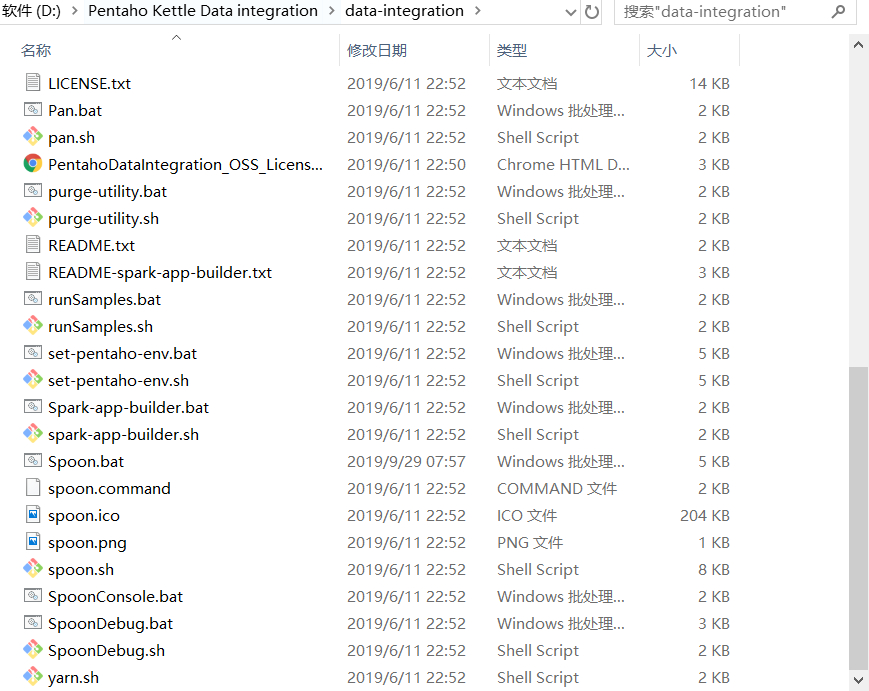 软件 (D:) > Pentaho Kettle Data integration > data-integration > 搜索"data-integration"
名称 修改日期 类型 大小
LICENSE.txt 2019/6/11 22:52 文本文档 14 KB
Pan.bat 2019/6/11 22:52 Windows 批处理... 2 KB
pan.sh 2019/6/11 22:52 Shell Script 2 KB
PentahoDataIntegration_OSS_Licens... 2019/6/11 22:50 Chrome HTML D... 3 KB
purge-utility.bat 2019/6/11 22:52 Windows 批处理... 2 KB
purge-utility.sh 2019/6/11 22:52 Shell Script 2 KB
README.txt 2019/6/11 22:52 文本文档 2 KB
README-spark-app-builder.txt 2019/6/11 22:52 文本文档 3 KB
runSamples.bat 2019/6/11 22:52 Windows 批处理... 2 KB
runSamples.sh 2019/6/11 22:52 Shell Script 2 KB
set-pentaho-env.bat 2019/6/11 22:52 Windows 批处理... 5 KB
set-pentaho-env.sh 2019/6/11 22:52 Shell Script 5 KB
Spark-app-builder.bat 2019/6/11 22:52 Windows 批处理... 2 KB
spark-app-builder.sh 2019/6/11 22:52 Shell Script 2 KB
Spoon.bat 2019/9/29 07:57 Windows 批处理... 5 KB
spoon.command 2019/6/11 22:52 COMMAND 文件 2 KB
spoon.ico 2019/6/11 22:52 ICO 文件 204 KB
spoon.png 2019/6/11 22:52 PNG 文件 1 KB
spoon.sh 2019/6/11 22:52 Shell Script 8 KB
SpoonConsole.bat 2019/6/11 22:52 Windows 批处理... 2 KB
SpoonDebug.bat 2019/6/11 22:52 Windows 批处理... 3 KB
SpoonDebug.sh 2019/6/11 22:52 Shell Script 2 KB
yarn.sh 2019/6/11 22:52 Shell Script 2 KB